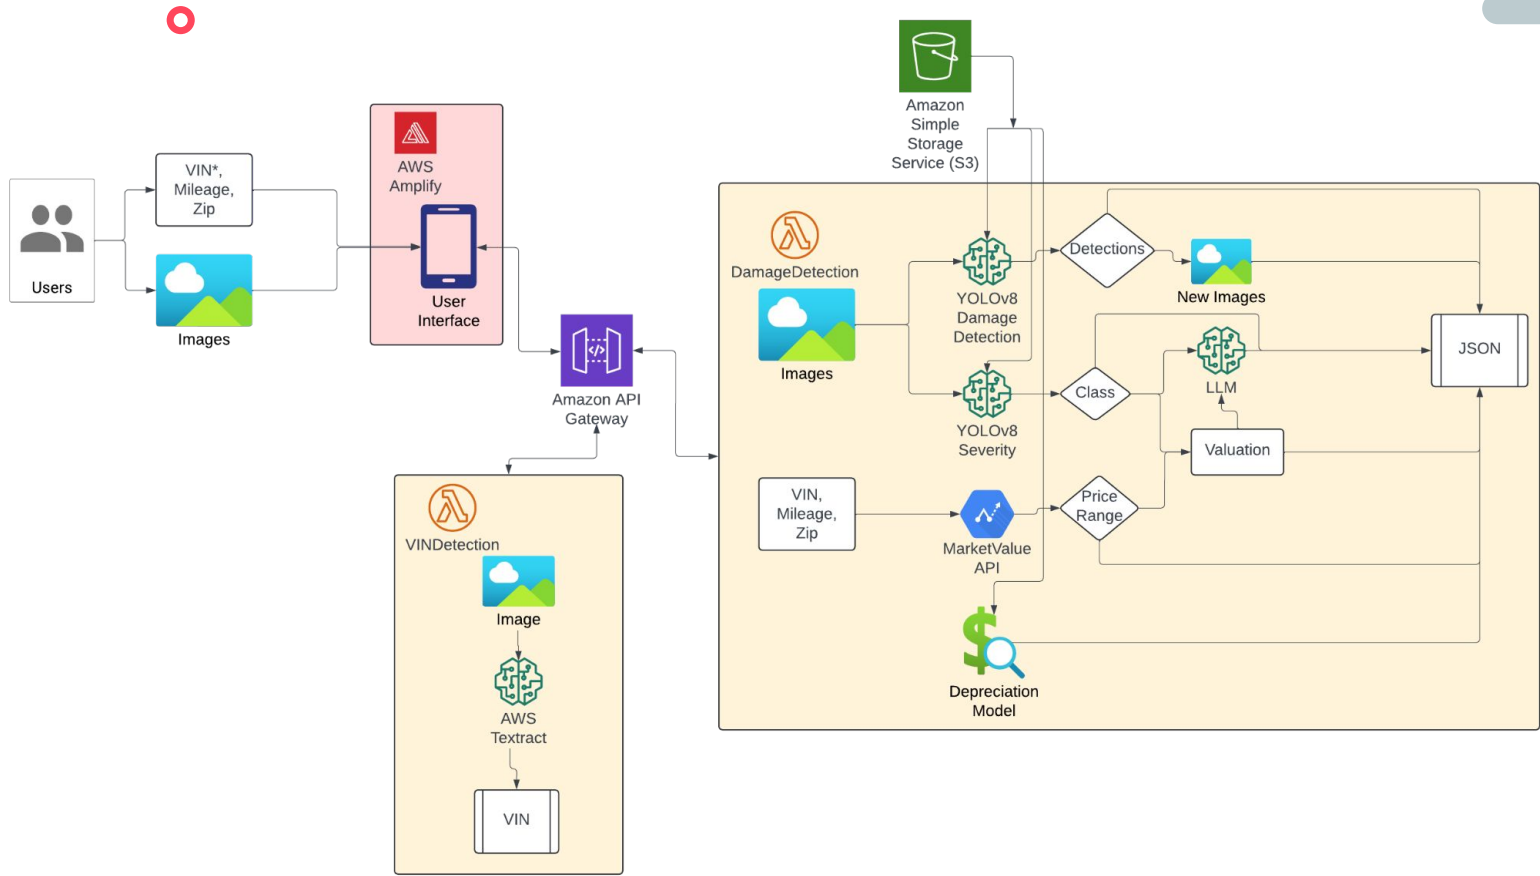 Users
VIN*,
Mileage,
Zip
Images
AWS
Amplify
User
Interface
Amazon API
Gateway
VINDetection
Image
AWS
Textract
VIN
Amazon
Simple
Storage
Service (S3)
DamageDetection
Images
YOLOv8
Damage
Detection
Detections
New Images
YOLOv8
Severity
Class
LLM
JSON
Valuation
VIN,
Mileage,
Zip
MarketValue
API
Price
Range
Depreciation
Model